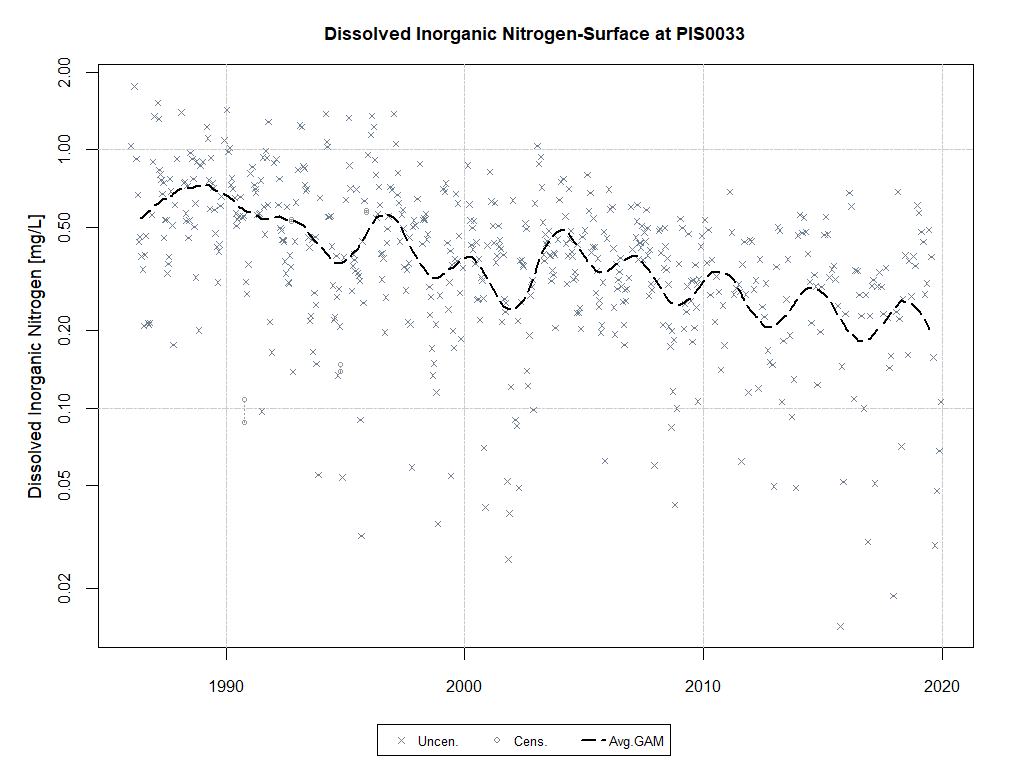 Dissolved Inorganic Nitrogen-Surface at PIS0033
Dissolved Inorganic Nitrogen [mg/L]
2.00
1.00
0.50
0.20
0.10
0.05
0.02
1990 2000 2010 2020
Uncen. Cens. Avg.GAM